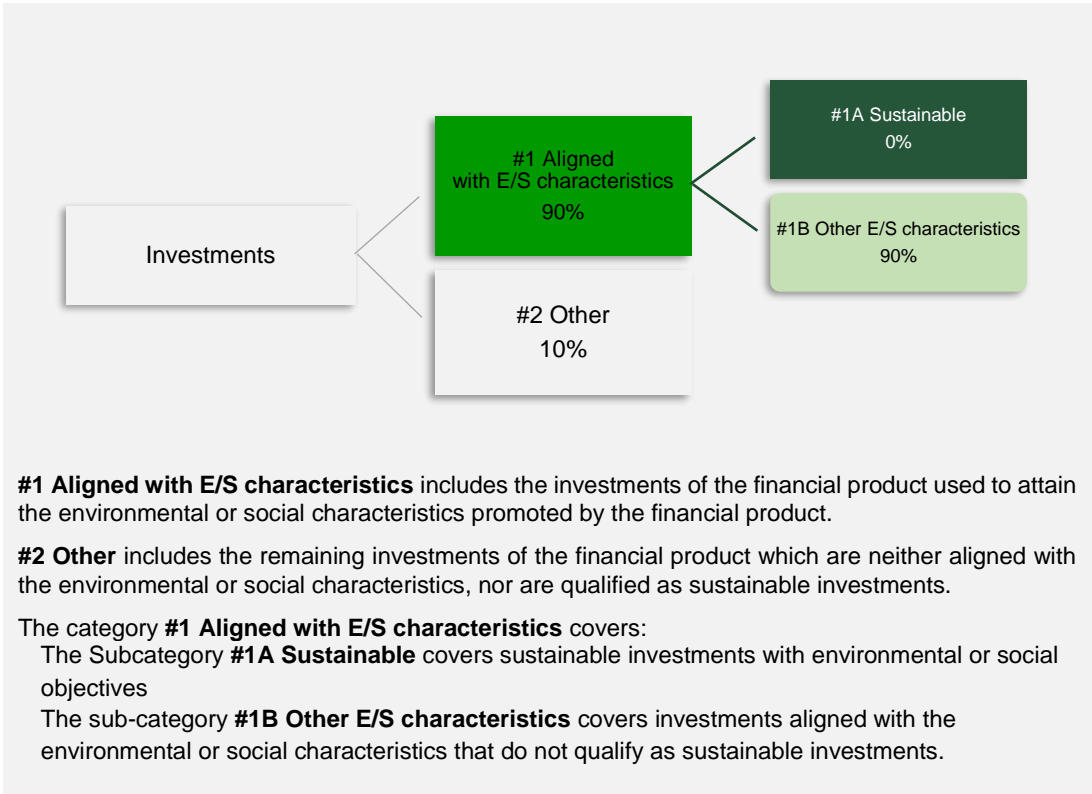 #1A Sustainable
0%
#1 Aligned
with E/S characteristics
90%
#1B Other E/S characteristics
90%
Investments
#2 Other
10%
#1 Aligned with E/S characteristics includes the investments of the financial product used to attain
the environmental or social characteristics promoted by the financial product.
#2 Other includes the remaining investments of the financial product which are neither aligned with
the environmental or social characteristics, nor are qualified as sustainable investments.
The category #1 Aligned with E/S characteristics covers:
The Subcategory #1A Sustainable covers sustainable investments with environmental or social
objectives
The sub-category #1B Other E/S characteristics covers investments aligned with the
environmental or social characteristics that do not qualify as sustainable investments.